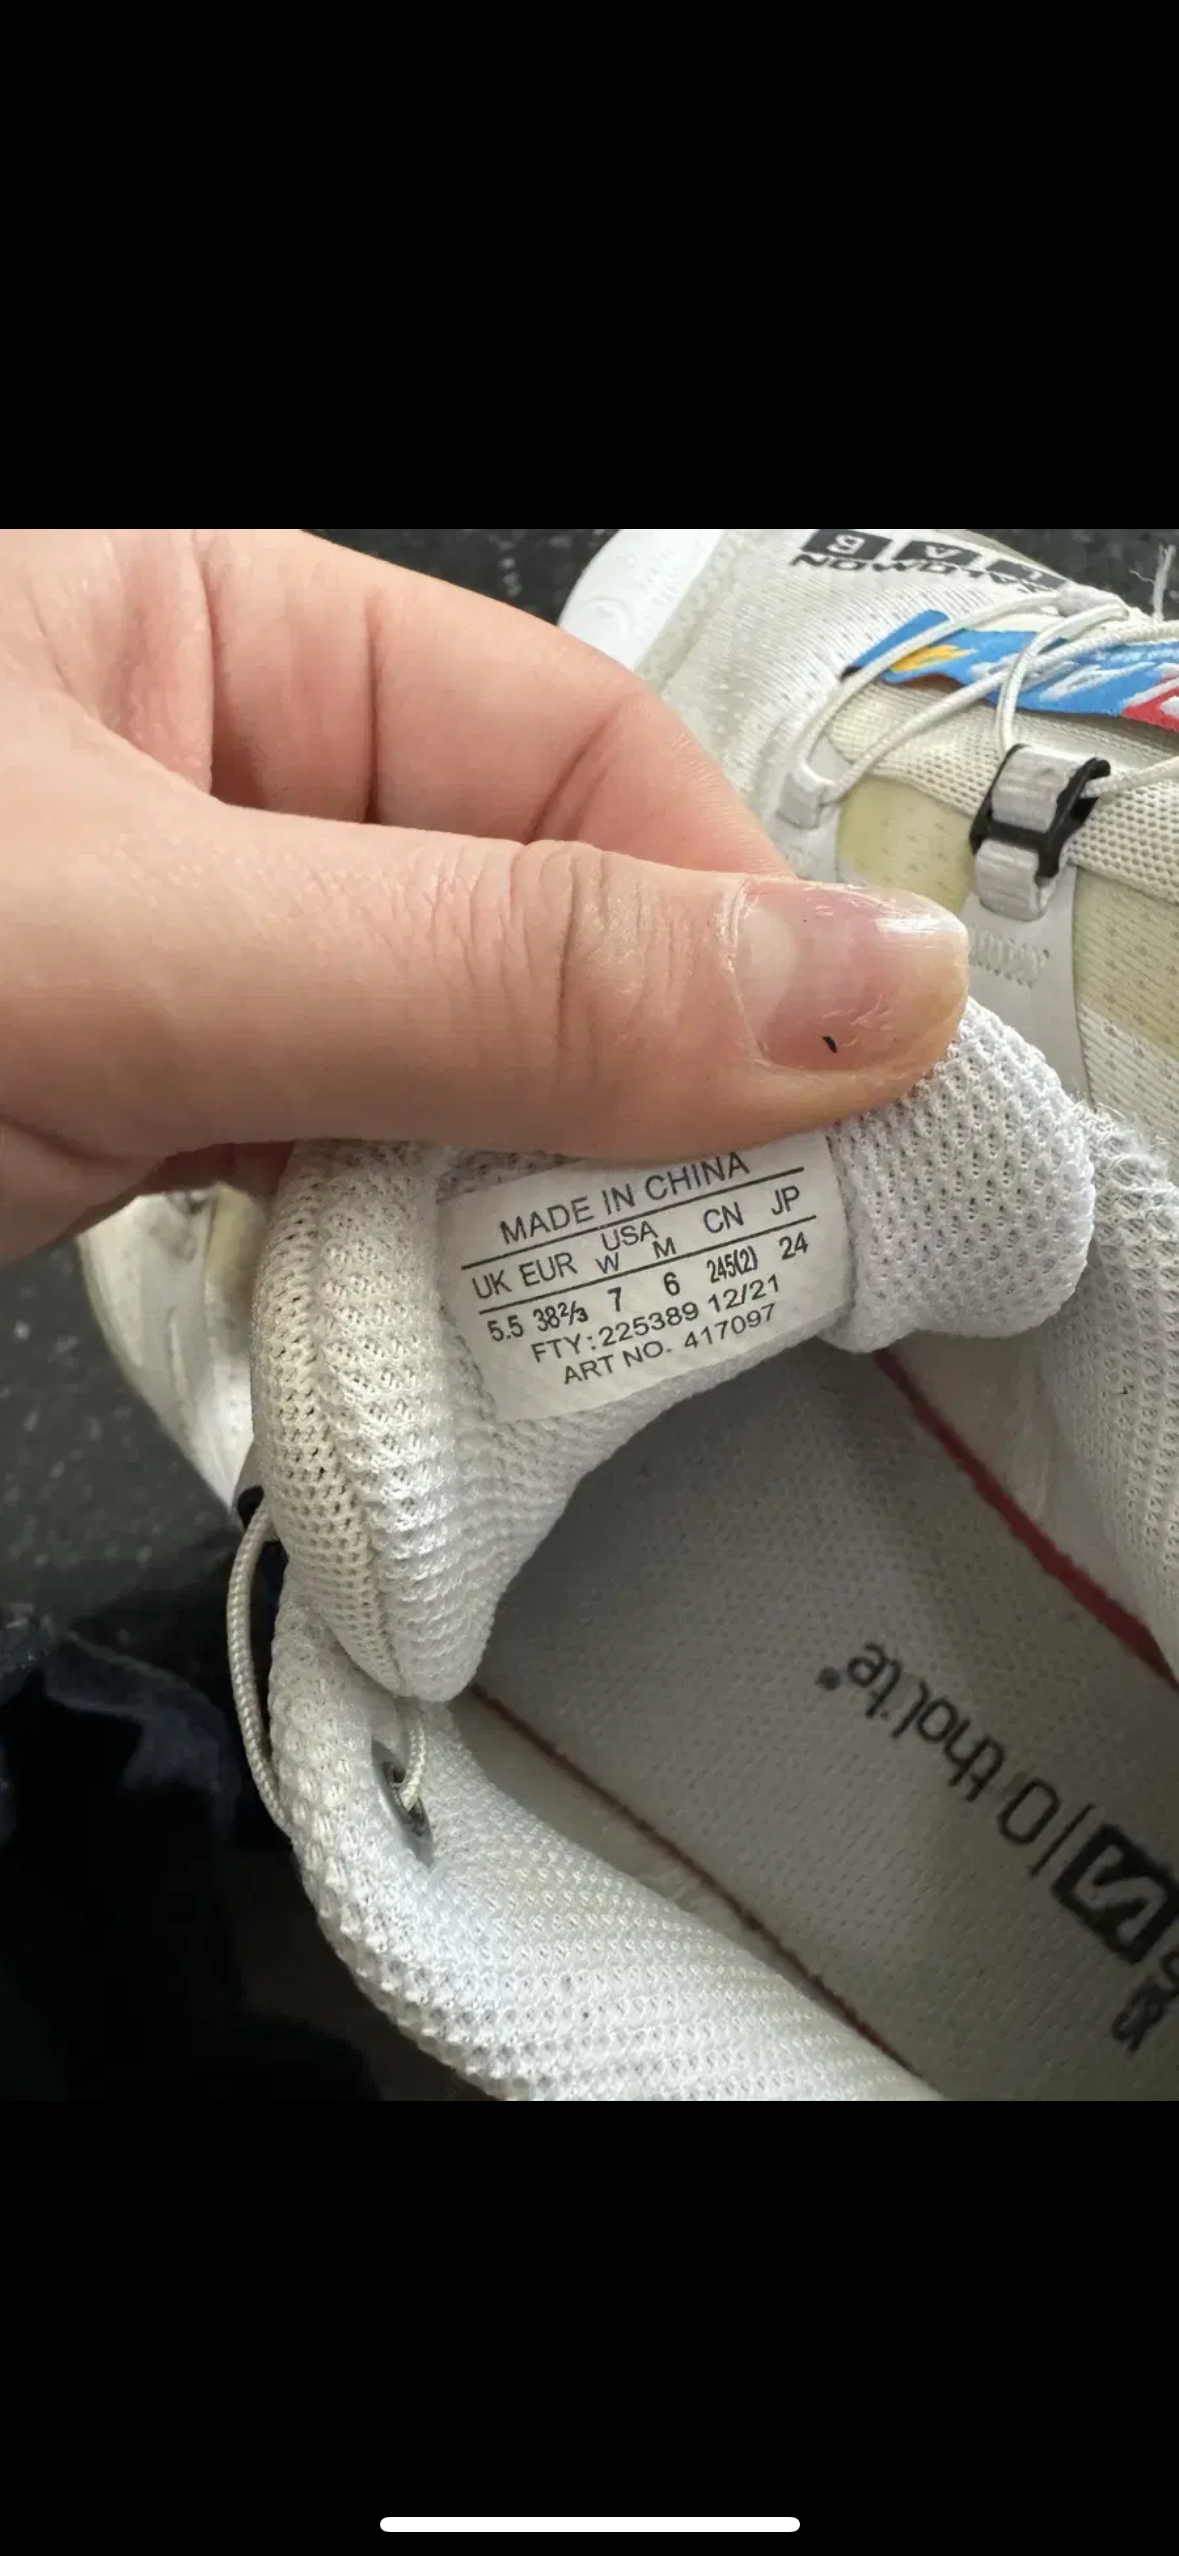 SALOMON
MADE IN CHINA
USA
UK EUR W M CN JP
5.5 38⅔ 7 6 245(2) 24
FTY:225389 12/21
ART NO. 417097
Ortholite®